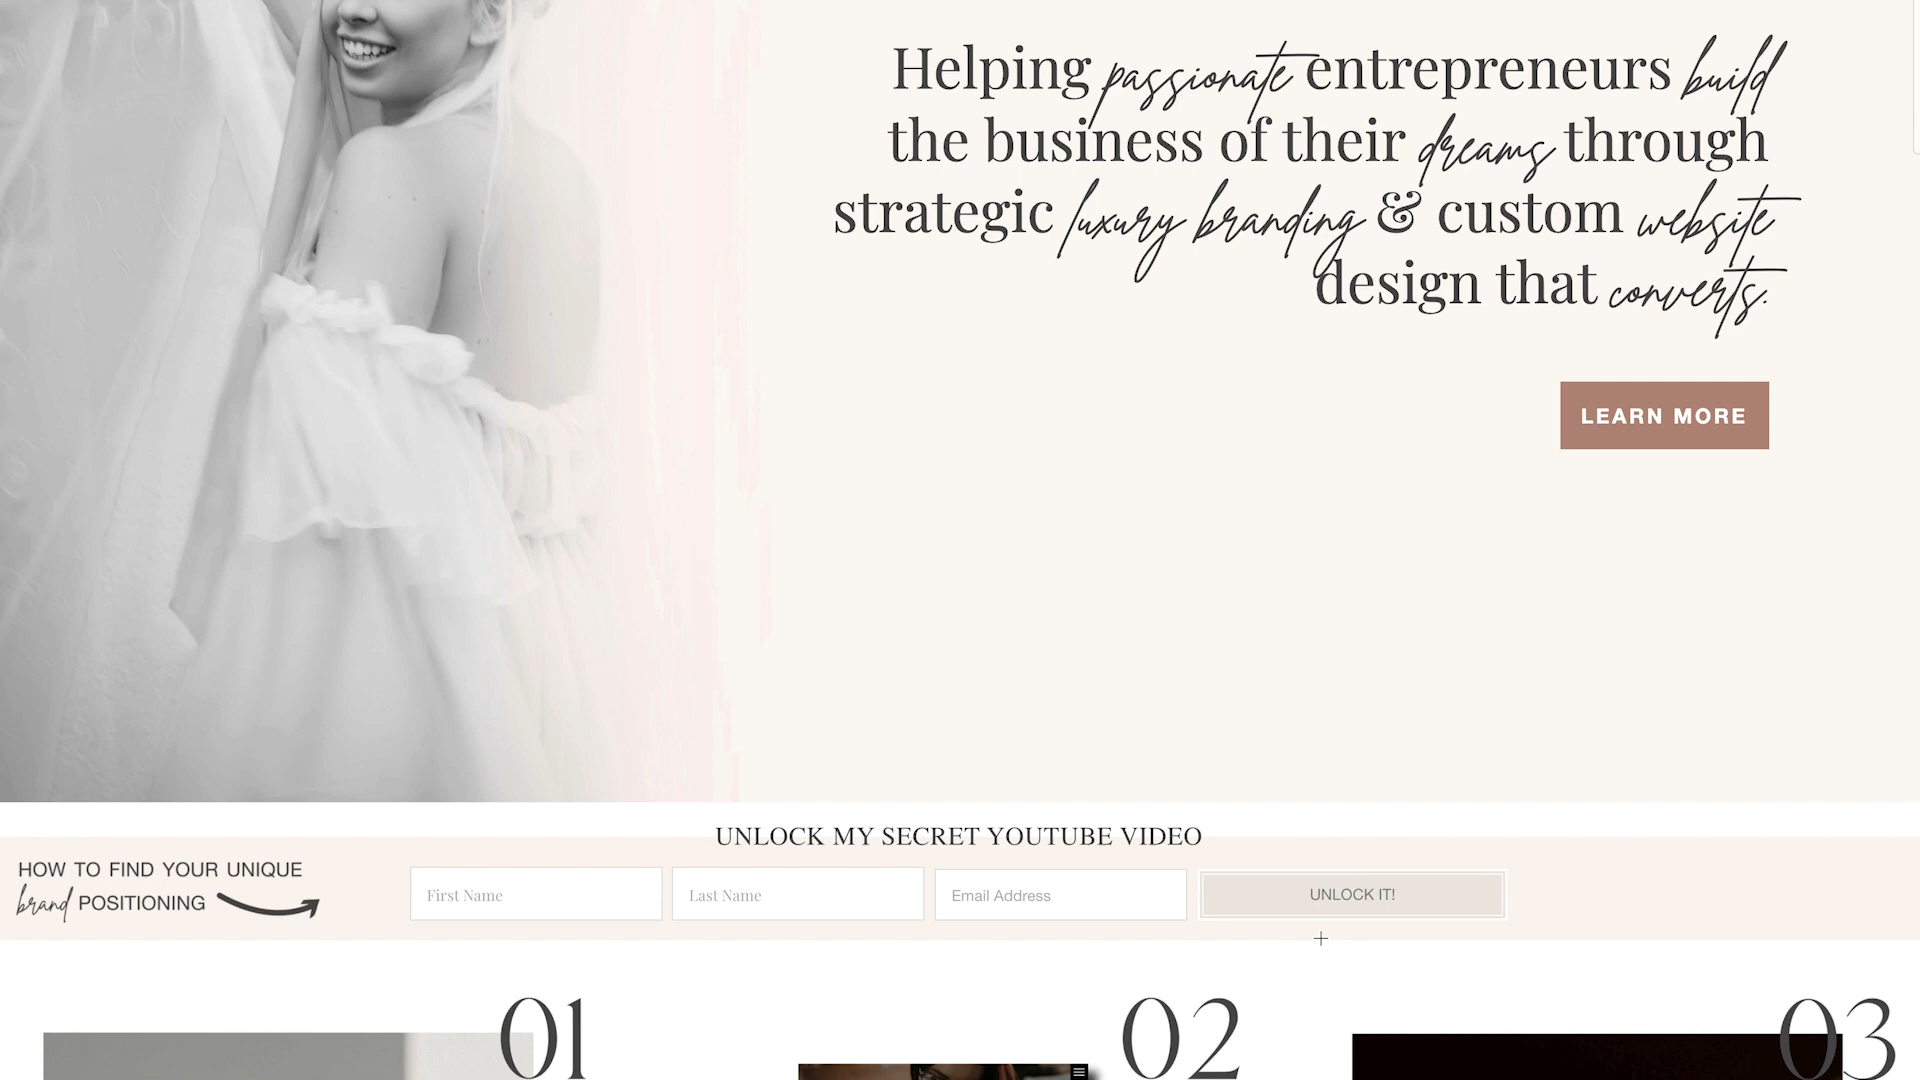 Helping passionate entrepreneurs build
the business of their dreams through
strategic luxury branding & custom website
design that converts.
LEARN MORE
UNLOCK MY SECRET YOUTUBE VIDEO
HOW TO FIND YOUR UNIQUE
brand POSITIONING
First Name
Last Name
Email Address
UNLOCK IT!
01
02
03